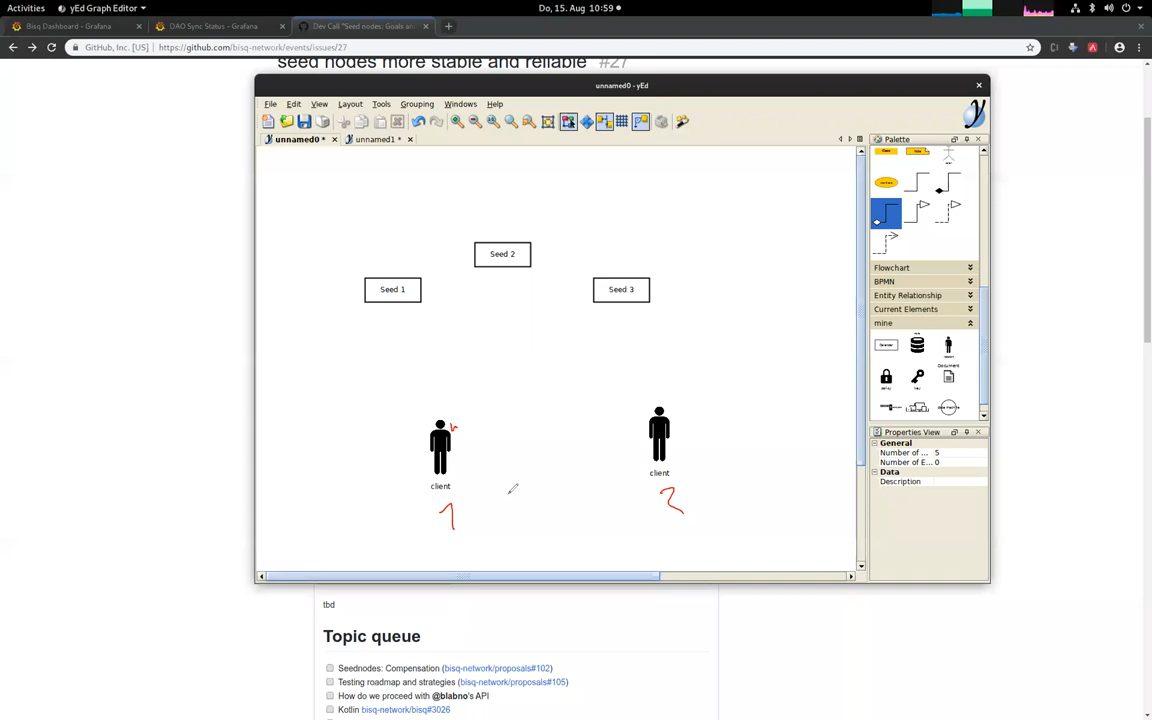 Activities
yEd Graph Editor
Do, 15. Aug 10:59
Bisq Dashboard - Grafana
DAO Sync Status - Grafana
Dev Call "Seed nodes: Goals an
GitHub, Inc. [US]
https://github.com/bisq-network/events/issues/27
seed nodes more stable and reliable #27
unnamed0 - yEd
File Edit View Layout Tools Grouping Windows Help
unnamed0 *
unnamed1 *
Palette
Seed 2
Seed 1
Seed 3
Flowchart
BPMN
Entity Relationship
Current Elements
mine
Document
Properties View
General
Number of ... 5
Number of E... 0
Data
Description
client
client
1
2
tbd
Topic queue
Seednodes: Compensation (bisq-network/proposals#102)
Testing roadmap and strategies (bisq-network/proposals#105)
How do we proceed with @blabno's API
Kotlin bisq-network/bisq#3026